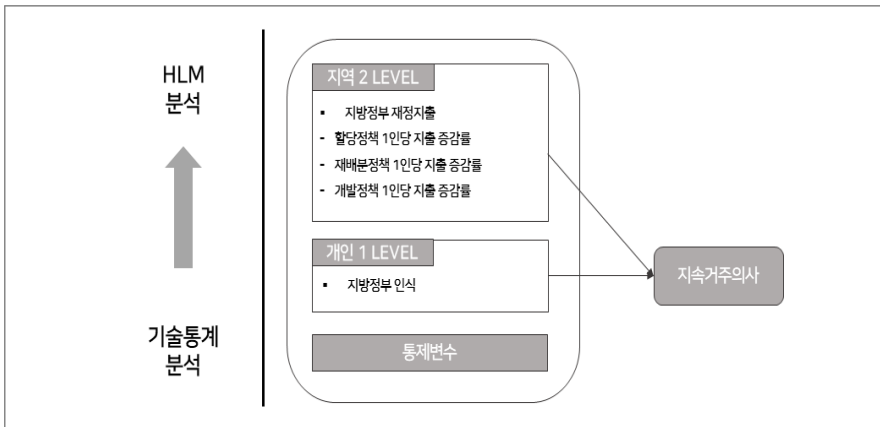 HLM
분석
기술통계
분석
지역 2 LEVEL
▪ 지방정부 재정지출
- 할당정책 1인당 지출 증감률
- 재배분정책 1인당 지출 증감률
- 개발정책 1인당 지출 증감률
개인 1 LEVEL
▪ 지방정부 인식
통제변수
지속거주의사